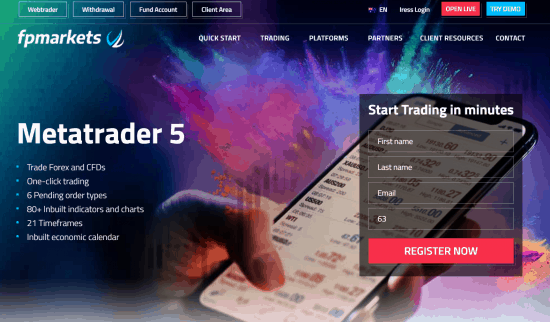 Webtrader
Withdrawal
Fund Account
Client Area
EN
Iress Login
OPEN LIVE
TRY DEMO
fpmarkets
QUICK START
TRADING
PLATFORMS
PARTNERS
CLIENT RESOURCES
CONTACT
Metatrader 5
Trade Forex and CFDs
One-click trading
6 Pending order types
80+ Inbuilt indicators and charts
21 Timeframes
Inbuilt economic calendar
Start Trading in minutes
First name
Last name
Email
63
REGISTER NOW